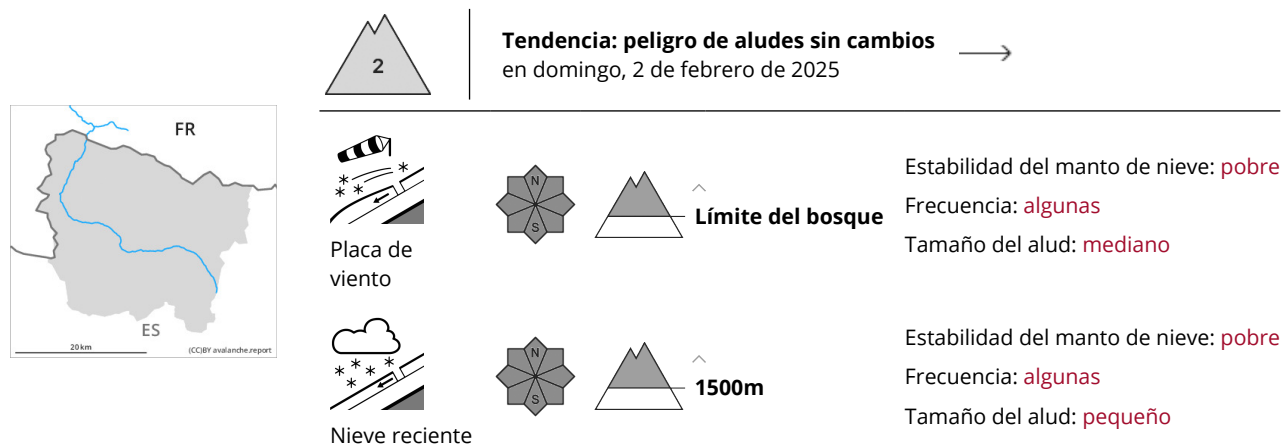 2
Tendencia: peligro de aludes sin cambios
en domingo, 2 de febrero de 2025
FR
ES
20 km
(CC)BY avalanche.report
Placa de
viento
N
S
Límite del bosque
Estabilidad del manto de nieve: pobre
Frecuencia: algunas
Tamaño del alud: mediano
Nieve reciente
N
S
1500m
Estabilidad del manto de nieve: pobre
Frecuencia: algunas
Tamaño del alud: pequeño